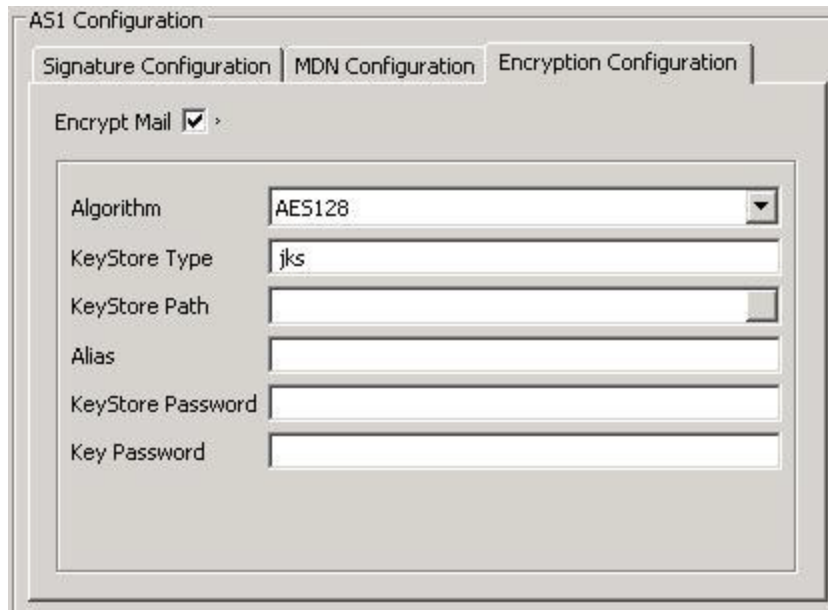 AS1 Configuration
Signature Configuration MDN Configuration Encryption Configuration
Encrypt Mail
Algorithm AES128
KeyStore Type jks
KeyStore Path
Alias
KeyStore Password
Key Password